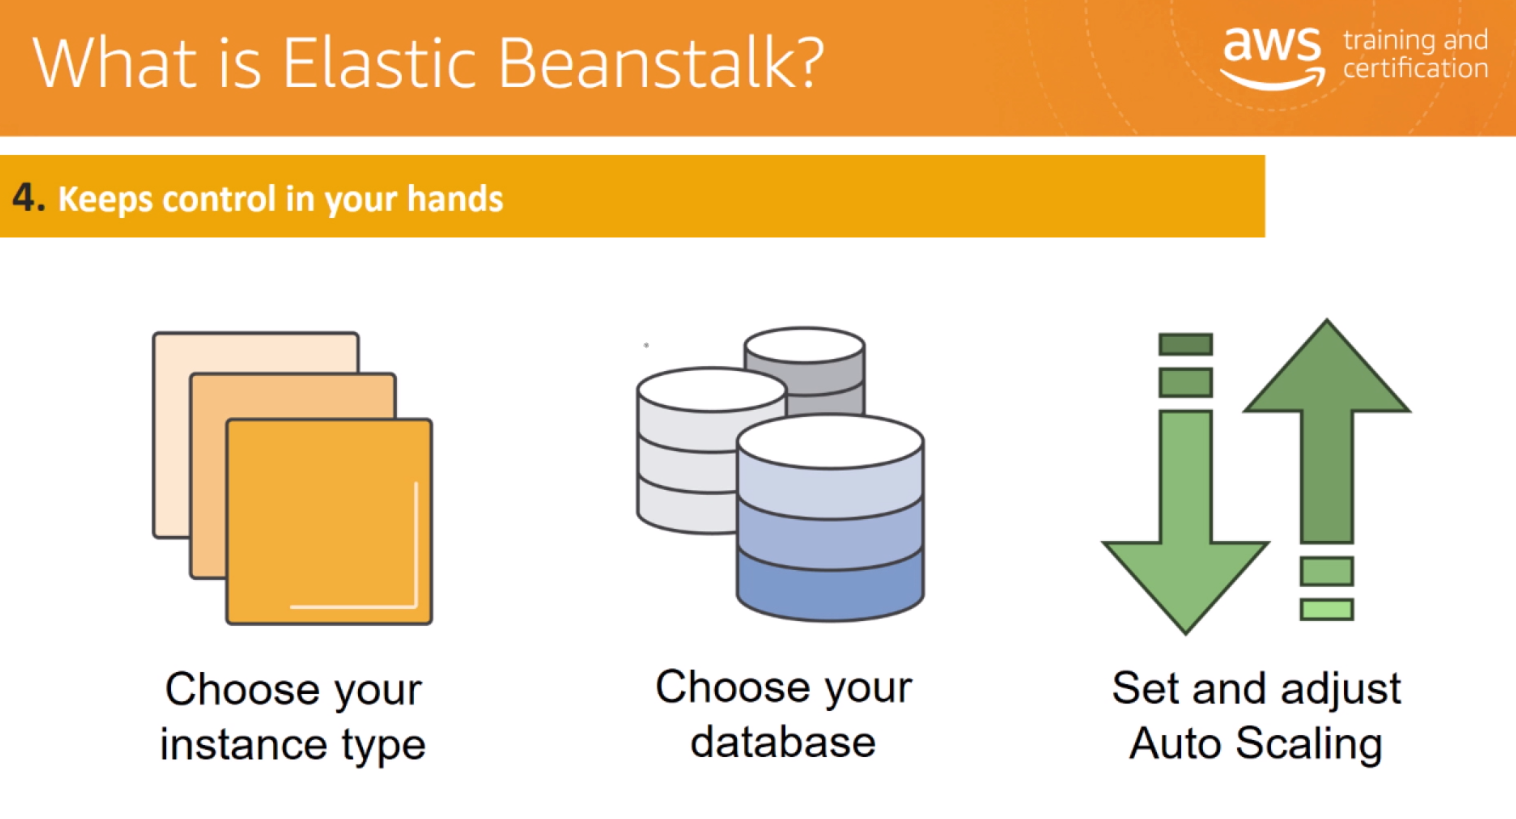 What is Elastic Beanstalk?
aws training and
certification
4. Keeps control in your hands
Choose your
instance type
Choose your
database
Set and adjust
Auto Scaling